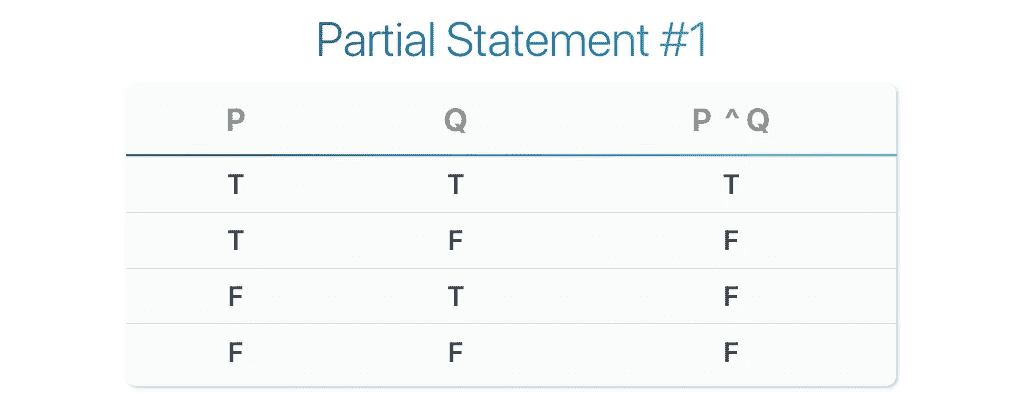 Partial Statement #1
P Q P ^ Q
T T T
T F F
F T F
F F F